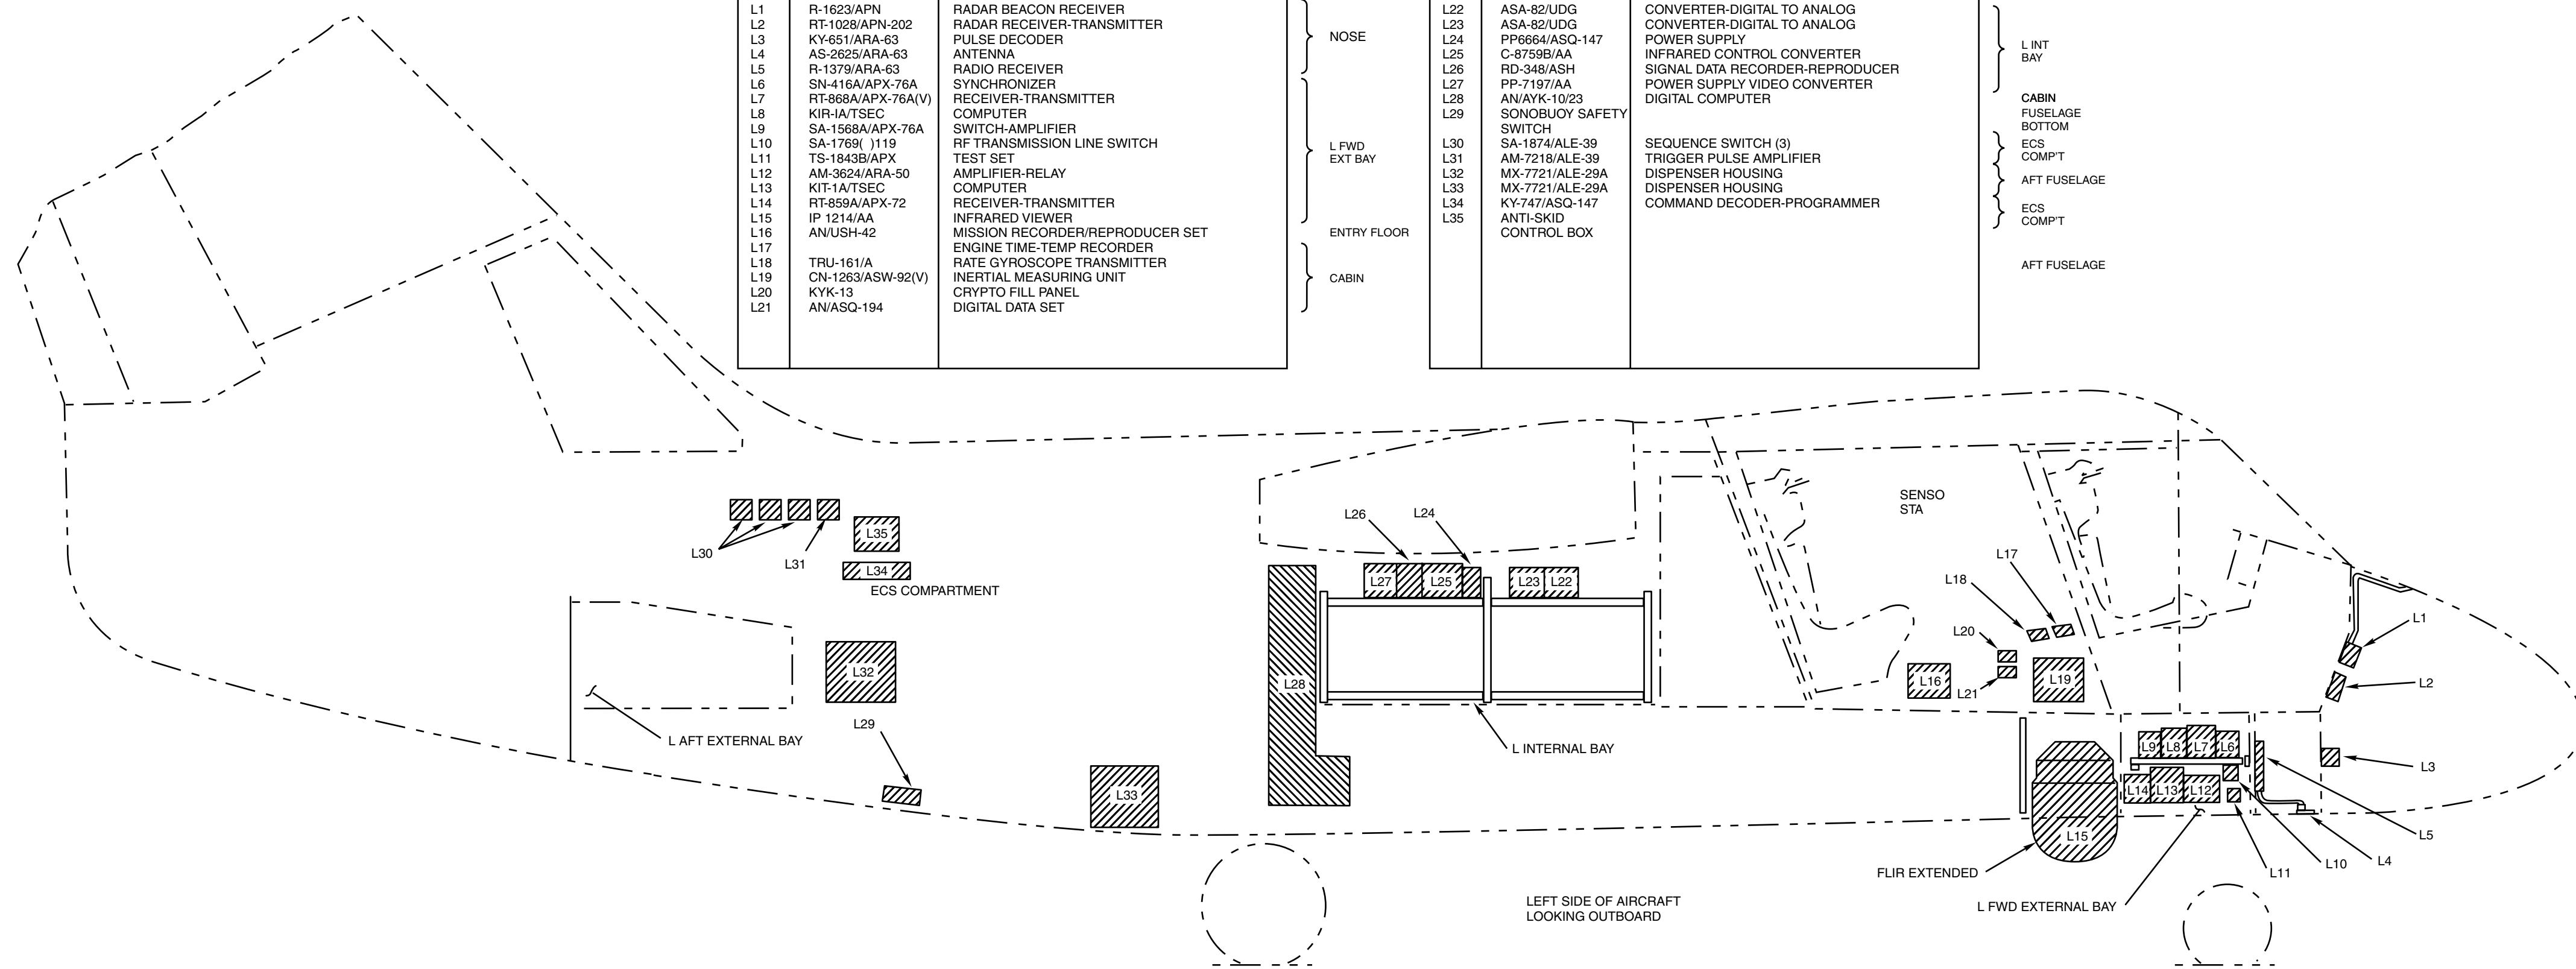 L1 R-1623/APN RADAR BEACON RECEIVER
L2 RT-1028/APN-202 RADAR RECEIVER-TRANSMITTER
L3 KY-651/ARA-63 PULSE DECODER
L4 AS-2625/ARA-63 ANTENNA
L5 R-1379/ARA-63 RADIO RECEIVER
L6 SN-416A/APX-76A SYNCHRONIZER
L7 RT-868A/APX-76A(V) RECEIVER-TRANSMITTER
L8 KIR-IA/TSEC COMPUTER
L9 SA-1568A/APX-76A SWITCH-AMPLIFIER
L10 SA-1769( )119 RF TRANSMISSION LINE SWITCH
L11 TS-1843B/APX TEST SET
L12 AM-3624/ARA-50 AMPLIFIER-RELAY
L13 KIT-1A/TSEC COMPUTER
L14 RT-859A/APX-72 RECEIVER-TRANSMITTER
L15 IP 1214/AA INFRARED VIEWER
L16 AN/USH-42 MISSION RECORDER/REPRODUCER SET
L17 ENGINE TIME-TEMP RECORDER
L18 TRU-161/A RATE GYROSCOPE TRANSMITTER
L19 CN-1263/ASW-92(V) INERTIAL MEASURING UNIT
L20 KYK-13 CRYPTO FILL PANEL
L21 AN/ASQ-194 DIGITAL DATA SET
NOSE
L FWD
EXT BAY
ENTRY FLOOR
CABIN
L22 ASA-82/UDG CONVERTER-DIGITAL TO ANALOG
L23 ASA-82/UDG CONVERTER-DIGITAL TO ANALOG
L24 PP6664/ASQ-147 POWER SUPPLY
L25 C-8759B/AA INFRARED CONTROL CONVERTER
L26 RD-348/ASH SIGNAL DATA RECORDER-REPRODUCER
L27 PP-7197/AA POWER SUPPLY VIDEO CONVERTER
L28 AN/AYK-10/23 DIGITAL COMPUTER
L29 SONOBUOY SAFETY
SWITCH
L30 SA-1874/ALE-39 SEQUENCE SWITCH (3)
L31 AM-7218/ALE-39 TRIGGER PULSE AMPLIFIER
L32 MX-7721/ALE-29A DISPENSER HOUSING
L33 MX-7721/ALE-29A DISPENSER HOUSING
L34 KY-747/ASQ-147 COMMAND DECODER-PROGRAMMER
L35 ANTI-SKID
CONTROL BOX
L INT
BAY
CABIN
FUSELAGE
BOTTOM
ECS
COMP'T
AFT FUSELAGE
ECS
COMP'T
AFT FUSELAGE
SENSO
STA
L26
L24
L30
L31
L35
L34
ECS COMPARTMENT
L27
L25
L23
L22
L17
L18
L20
L21
L16
L19
L1
L2
L3
L32
L28
L29
L AFT EXTERNAL BAY
L INTERNAL BAY
L33
L9
L8
L7
L6
L14
L13
L12
L15
L5
L4
L10
L11
FLIR EXTENDED
L FWD EXTERNAL BAY
LEFT SIDE OF AIRCRAFT
LOOKING OUTBOARD